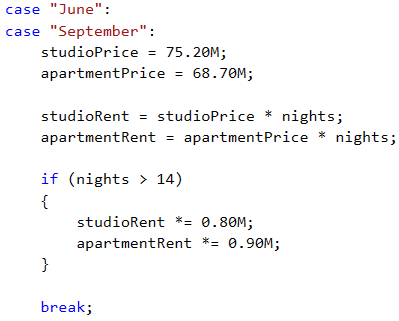 case "June":
case "September":
    studioPrice = 75.20M;
    apartmentPrice = 68.70M;

    studioRent = studioPrice * nights;
    apartmentRent = apartmentPrice * nights;

    if (nights > 14)
    {
        studioRent *= 0.80M;
        apartmentRent *= 0.90M;
    }

    break;